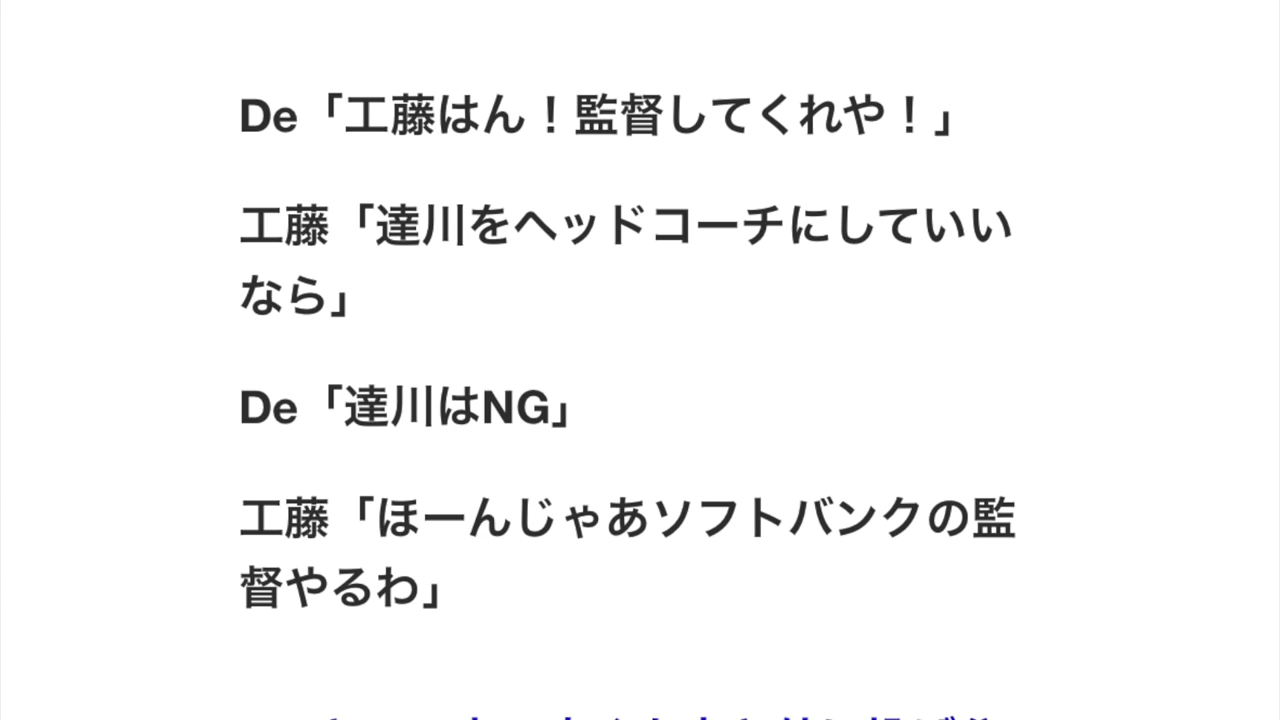 De「工藤はん！監督してくれや！」
工藤「達川をヘッドコーチにしていい
なら」
De「達川はNG」
工藤「ほーんじゃあソフトバンクの監
督やるわ」